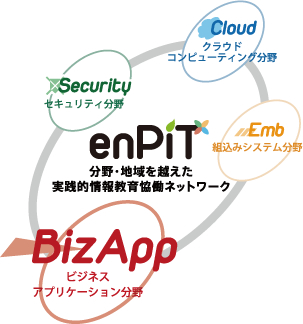 Cloud
クラウド
コンピューティング分野
Security
セキュリティ分野
Emb
組込みシステム分野
enPiT
分野・地域を越えた
実践的情報教育協働ネットワーク
BizApp
ビジネス
アプリケーション分野